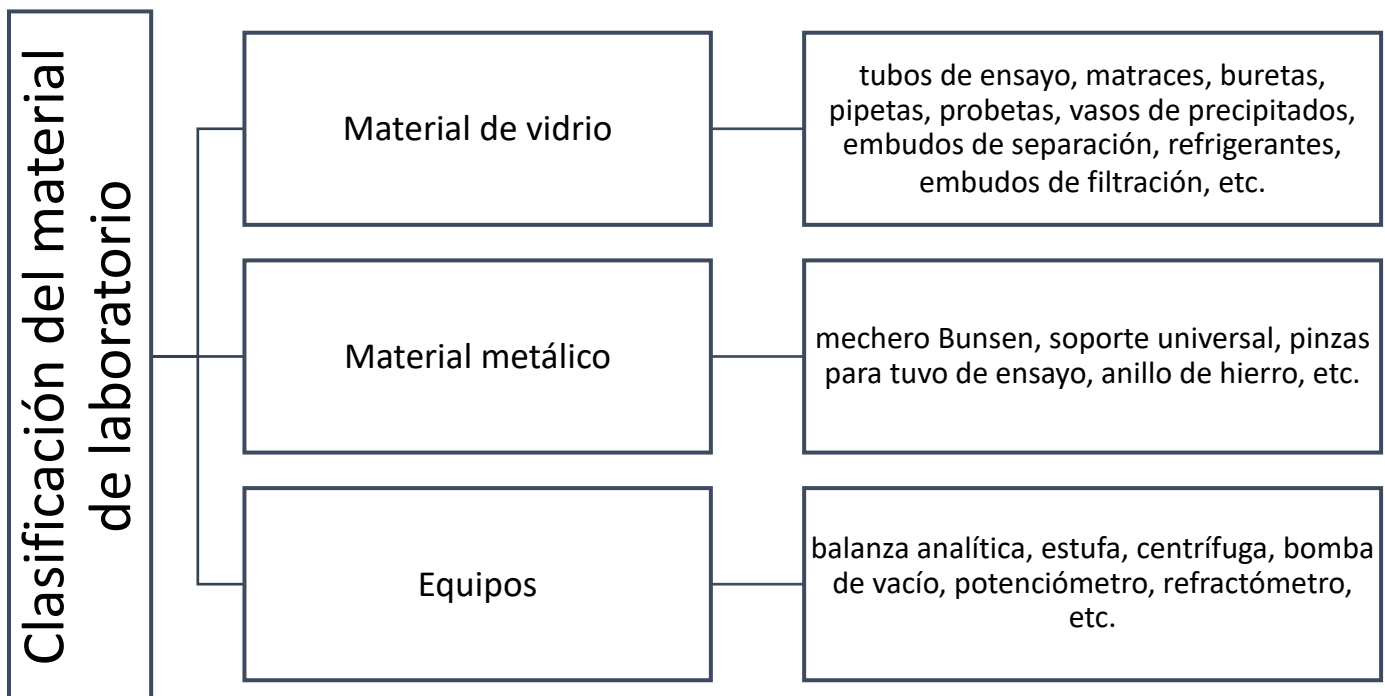 Clasificación del material
de laboratorio
Material de vidrio
tubos de ensayo, matraces, buretas,
pipetas, probetas, vasos de precipitados,
embudos de separación, refrigerantes,
embudos de filtración, etc.
Material metálico
mechero Bunsen, soporte universal, pinzas
para tuvo de ensayo, anillo de hierro, etc.
Equipos
balanza analítica, estufa, centrífuga, bomba
de vacío, potenciómetro, refractómetro,
etc.